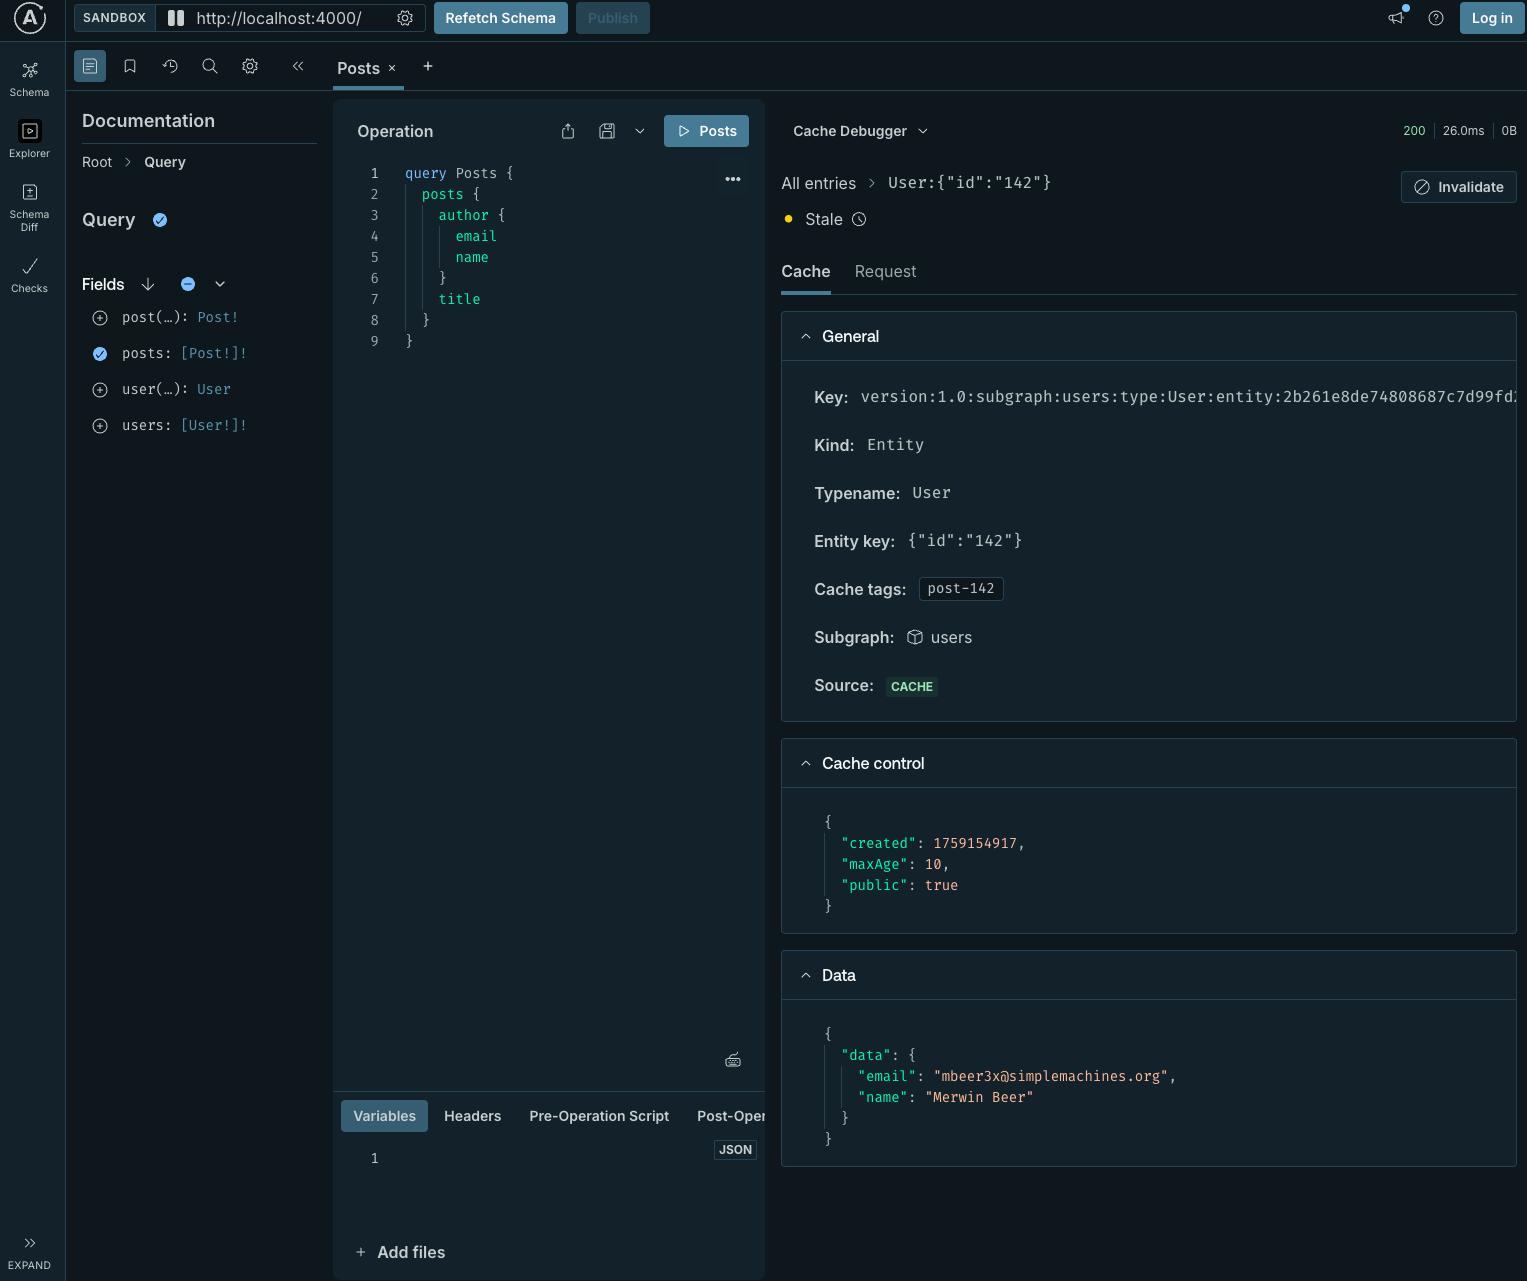 SANDBOX
http://localhost:4000/
Refetch Schema
Publish
Log in
Schema
Explorer
Schema
Diff
Checks
EXPAND
Posts ×
Documentation
Root > Query
Query
Fields
post(…): Post!
posts: [Post!]!
user(…): User
users: [User!]!
Operation
Posts
1 query Posts {
2 posts {
3 author {
4 email
5 name
6 }
7 title
8 }
9 }
Variables
Headers
Pre-Operation Script
Post-Oper
JSON
1
+ Add files
Cache Debugger
200
26.0ms
0B
All entries > User:{"id":"142"}
Invalidate
Stale
Cache
Request
General
Key: version:1.0:subgraph:users:type:User:entity:2b261e8de74808687c7d99fd
Kind: Entity
Typename: User
Entity key: {"id":"142"}
Cache tags: post-142
Subgraph: users
Source: CACHE
Cache control
{
"created": 1759154917,
"maxAge": 10,
"public": true
}
Data
{
"data": {
"email": "mbeer3x@simplemachines.org",
"name": "Merwin Beer"
}
}